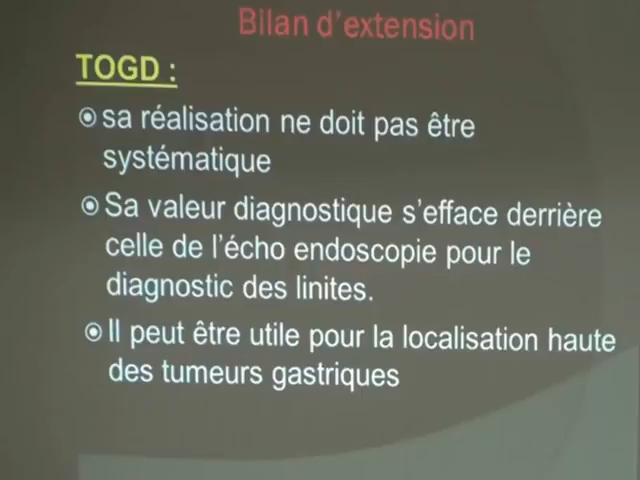 Bilan d'extension
TOGD :
sa réalisation ne doit pas être
systématique
Sa valeur diagnostique s'efface derrière
celle de l'écho endoscopie pour le
diagnostic des linites.
Il peut être utile pour la localisation haute
des tumeurs gastriques